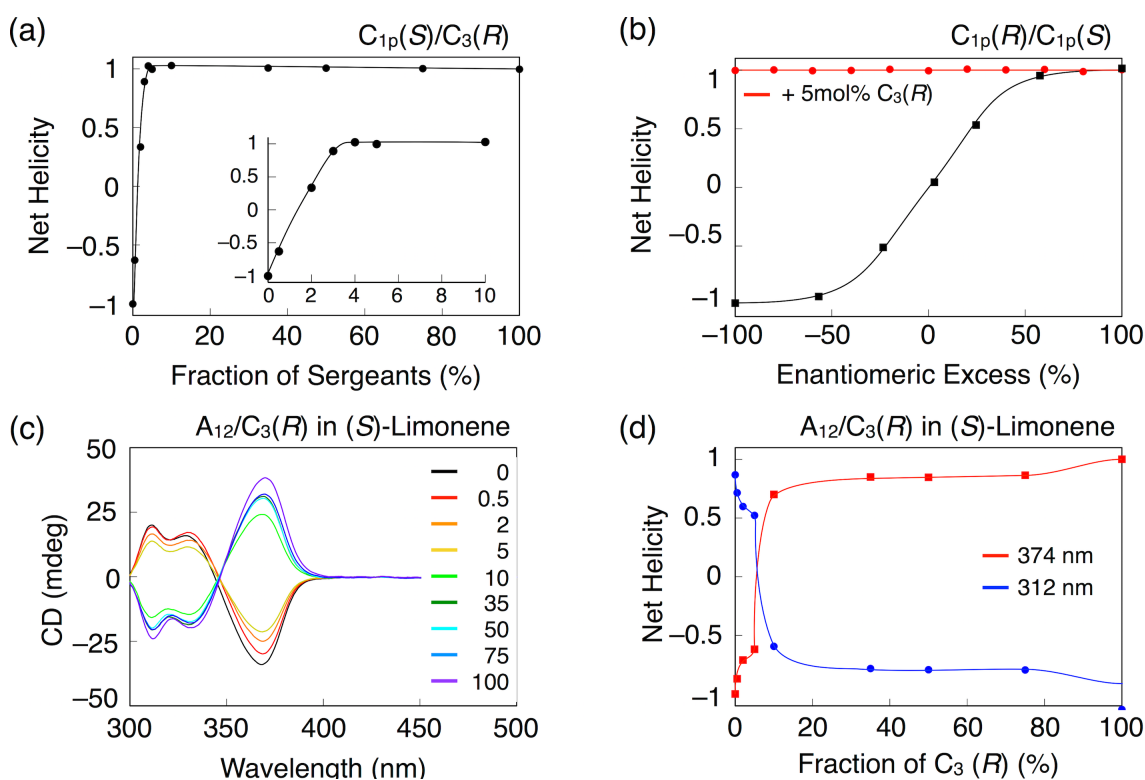 (a)
C1p(S)/C3(R)
Net Helicity
1
0.5
0
–0.5
–1
0 20 40 60 80 100
Fraction of Sergeants (%)
1
0.5
0
–0.5
–1
0 2 4 6 8 10
(b)
C1p(R)/C1p(S)
Net Helicity
1
0.5
0
–0.5
–1
+ 5mol% C3(R)
–100 –50 0 50 100
Enantiomeric Excess (%)
(c)
A12/C3(R) in (S)-Limonene
CD (mdeg)
50
25
0
–25
–50
0
0.5
2
5
10
35
50
75
100
300 350 400 450 500
Wavelength (nm)
(d)
A12/C3(R) in (S)-Limonene
Net Helicity
1
0.5
0
–0.5
–1
374 nm
312 nm
0 20 40 60 80 100
Fraction of C3 (R) (%)